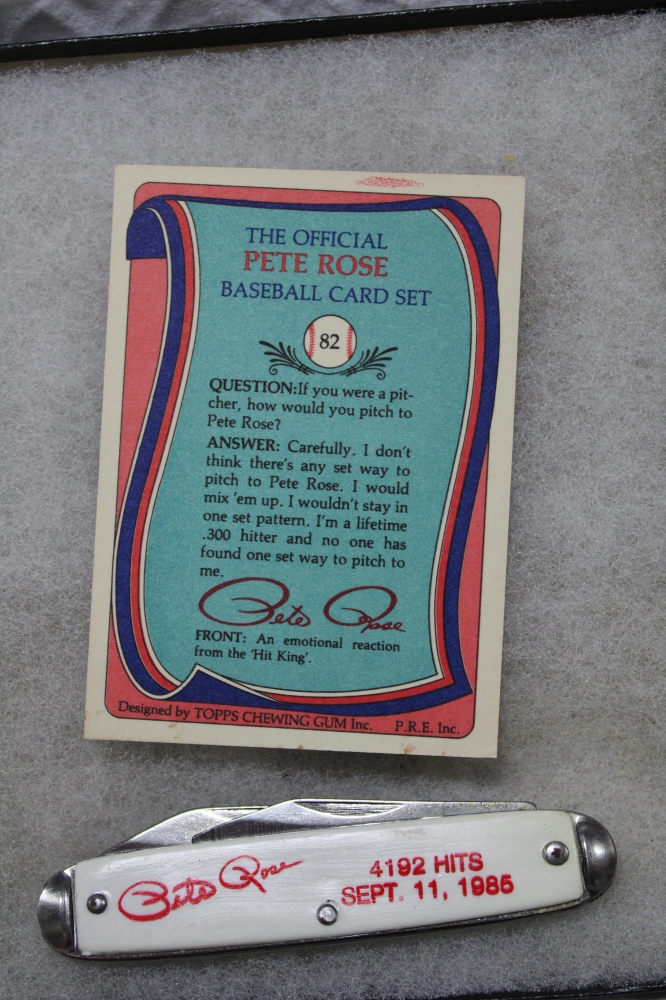 THE OFFICIAL
PETE ROSE
BASEBALL CARD SET
82
QUESTION:If you were a pit-
cher, how would you pitch to
Pete Rose?
ANSWER: Carefully. I don't
think there's any set way to
pitch to Pete Rose. I would
mix 'em up. I wouldn't stay in
one set pattern. I'm a lifetime
.300 hitter and no one has
found one set way to pitch to
me.
Pete Rose
FRONT: An emotional reaction
from the 'Hit King'.
Designed by TOPPS CHEWING GUM Inc. P.R.E. Inc.
Pete Rose
4192 HITS
SEPT. 11, 1985